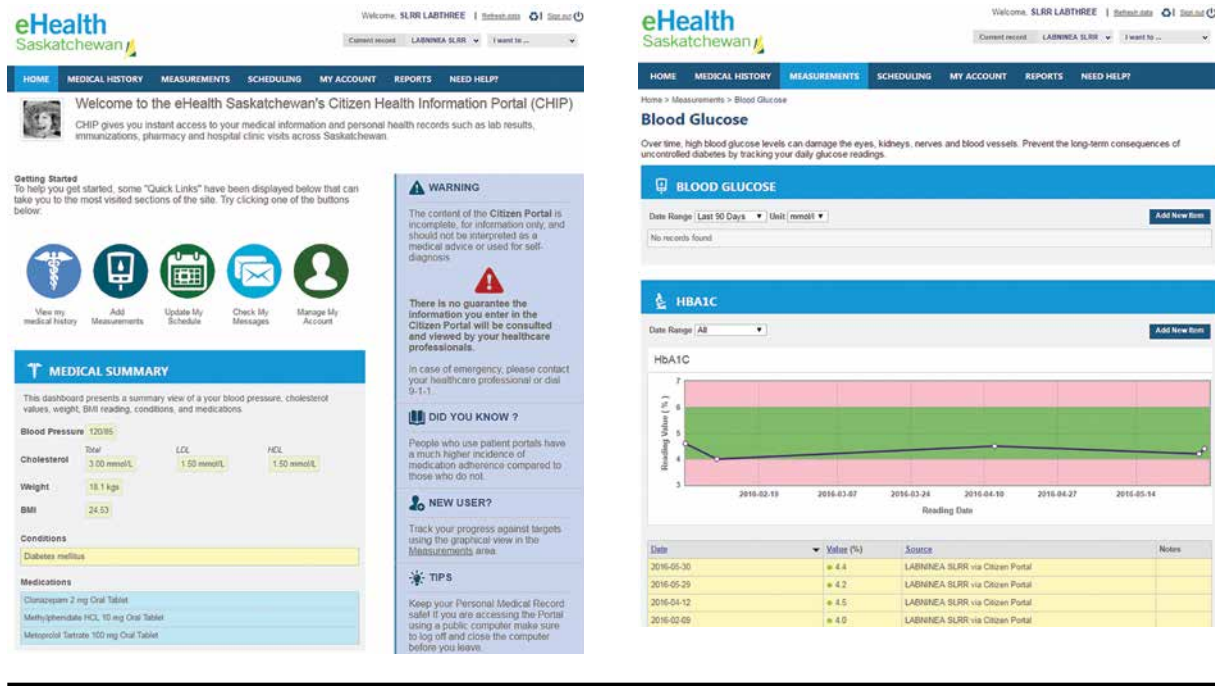 eHealth
Saskatchewan
Welcome, SLRR LABTHREE | Refresh data | Sign out
Current record LABNINEA SLRR I want to ...
HOME MEDICAL HISTORY MEASUREMENTS SCHEDULING MY ACCOUNT REPORTS NEED HELP?
Welcome to the eHealth Saskatchewan's Citizen Health Information Portal (CHIP)
CHIP gives you instant access to your medical information and personal health records such as lab results,
immunizations, pharmacy and hospital clinic visits across Saskatchewan.
Getting Started
To help you get started, some "Quick Links" have been displayed below that can
take you to the most visited sections of the site. Try clicking one of the buttons
below:
View my
medical history
Add
Measurements
Update My
Schedule
Check My
Messages
Manage My
Account
MEDICAL SUMMARY
This dashboard presents a summary view of a your blood pressure, cholesterol
values, weight, BMI reading, conditions, and medications.
Blood Pressure 120/85
Total LDL HDL
Cholesterol 3.00 mmol/L 1.50 mmol/L 1.50 mmol/L
Weight 18.1 kgs
BMI 24.53
Conditions
Diabetes mellitus
Medications
Clonazepam 2 mg Oral Tablet
Methylphenidate HCL 10 mg Oral Tablet
Metoprolol Tartrate 100 mg Oral Tablet
WARNING
The content of the Citizen Portal is
incomplete, for information only, and
should not be interpreted as a
medical advice or used for self-
diagnosis
There is no guarantee the
information you enter in the
Citizen Portal will be consulted
and viewed by your healthcare
professionals.
In case of emergency, please contact
your healthcare professional or dial
9-1-1.
DID YOU KNOW ?
People who use patient portals have
a much higher incidence of
medication adherence compared to
those who do not.
NEW USER?
Track your progress against targets
using the graphical view in the
Measurements area.
TIPS
Keep your Personal Medical Record
safe! If you are accessing the Portal
using a public computer make sure
to log off and close the computer
before you leave.
eHealth
Saskatchewan
Welcome, SLRR LABTHREE | Refresh data | Sign out
Current record LABNINEA SLRR I want to ...
HOME MEDICAL HISTORY MEASUREMENTS SCHEDULING MY ACCOUNT REPORTS NEED HELP?
Home > Measurements > Blood Glucose
Blood Glucose
Over time, high blood glucose levels can damage the eyes, kidneys, nerves and blood vessels. Prevent the long-term consequences of
uncontrolled diabetes by tracking your daily glucose readings.
BLOOD GLUCOSE
Date Range Last 90 Days Unit mmol/l Add New Item
No records found
HBA1C
Date Range All Add New Item
HbA1C
Reading Value ( % )
7
6
5
4
3
2016-02-19 2016-03-07 2016-03-24 2016-04-10 2016-04-27 2016-05-14
Reading Date
Date Value (%) Source Notes
2016-05-30 4.4 LABNINEA SLRR via Citizen Portal
2016-05-29 4.2 LABNINEA SLRR via Citizen Portal
2016-04-12 4.5 LABNINEA SLRR via Citizen Portal
2016-02-09 4.0 LABNINEA SLRR via Citizen Portal